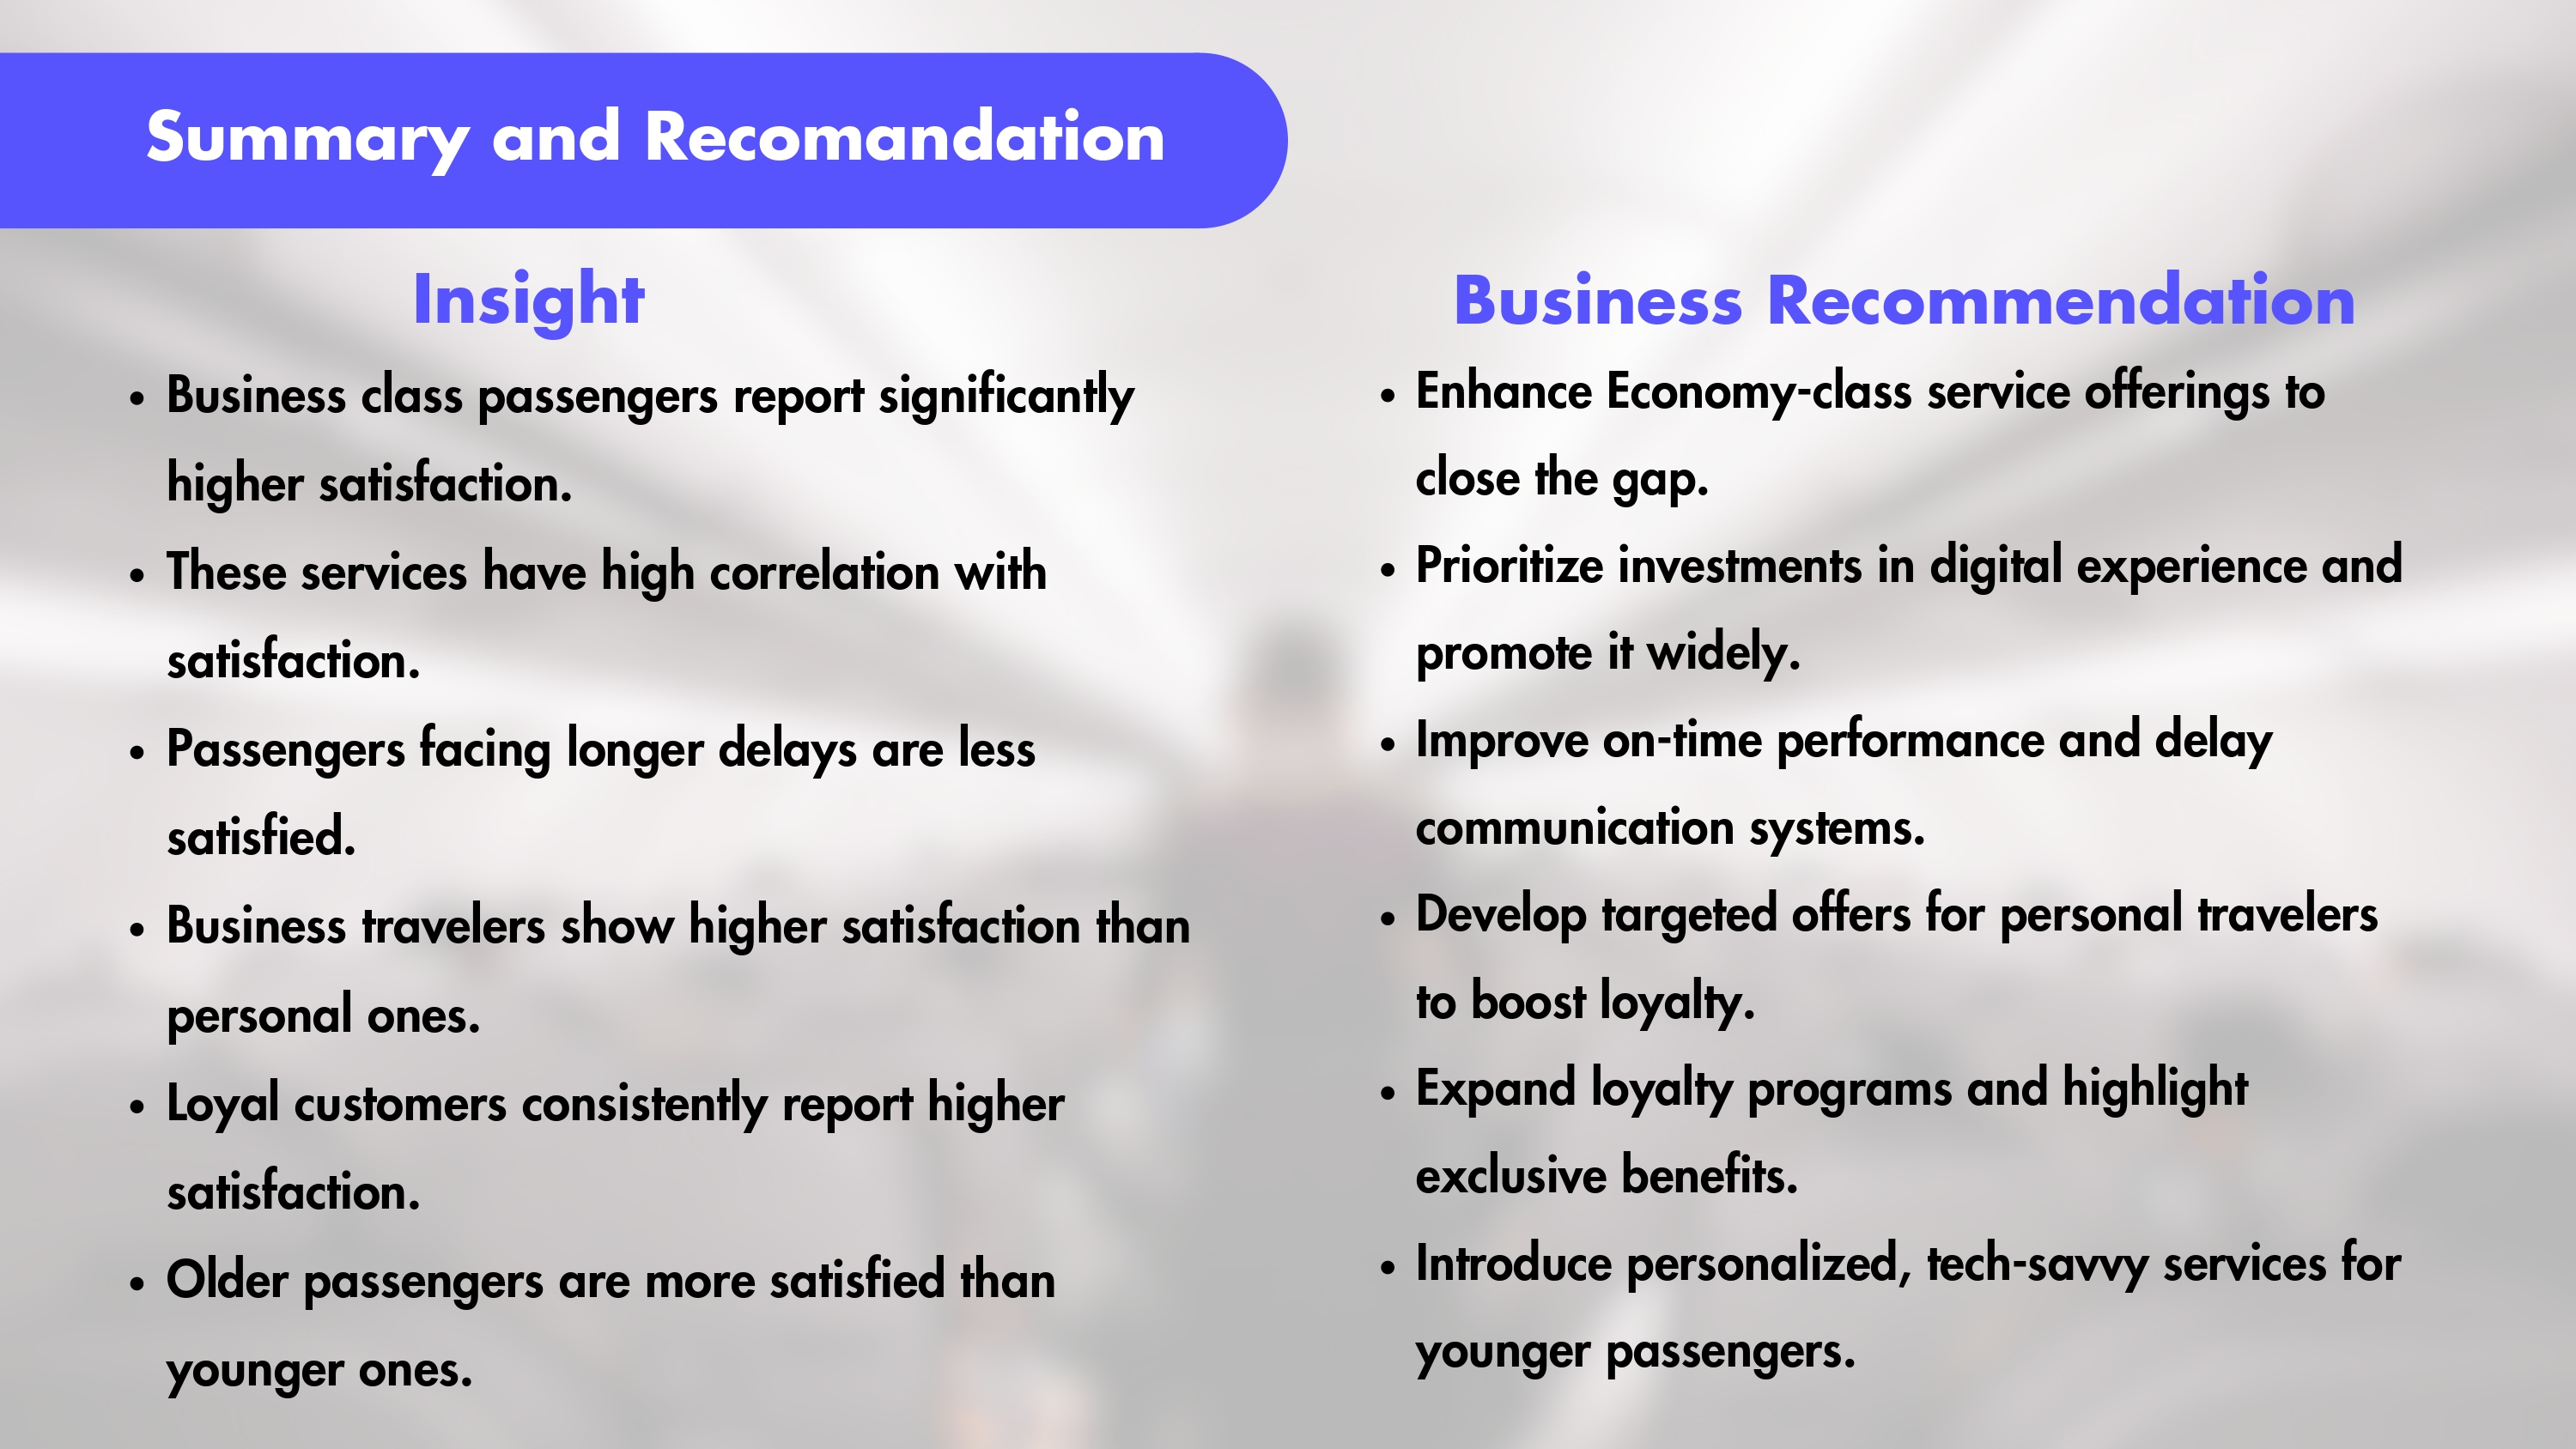 Summary and Recomandation
Insight
• Business class passengers report significantly
higher satisfaction.
• These services have high correlation with
satisfaction.
• Passengers facing longer delays are less
satisfied.
• Business travelers show higher satisfaction than
personal ones.
• Loyal customers consistently report higher
satisfaction.
• Older passengers are more satisfied than
younger ones.
Business Recommendation
• Enhance Economy-class service offerings to
close the gap.
• Prioritize investments in digital experience and
promote it widely.
• Improve on-time performance and delay
communication systems.
• Develop targeted offers for personal travelers
to boost loyalty.
• Expand loyalty programs and highlight
exclusive benefits.
• Introduce personalized, tech-savvy services for
younger passengers.